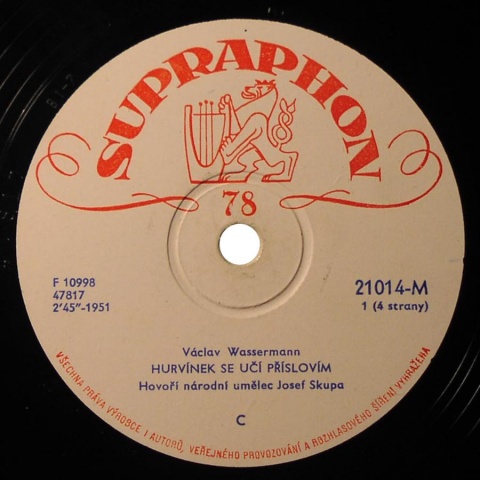 SUPRAPHON
78
F 10998
47817
2'45"-1951
21014-M
1 (4 strany)
Václav Wassermann
HURVÍNEK SE UČÍ PŘÍSLOVÍM
Hovoří národní umělec Josef Skupa
C
VŠECHNA PRÁVA VÝROBCE I AUTORŮ, VEŘEJNÉHO PROVOZOVÁNÍ A ROZHLASOVÉHO ŠÍŘENÍ VYHRAŽENA